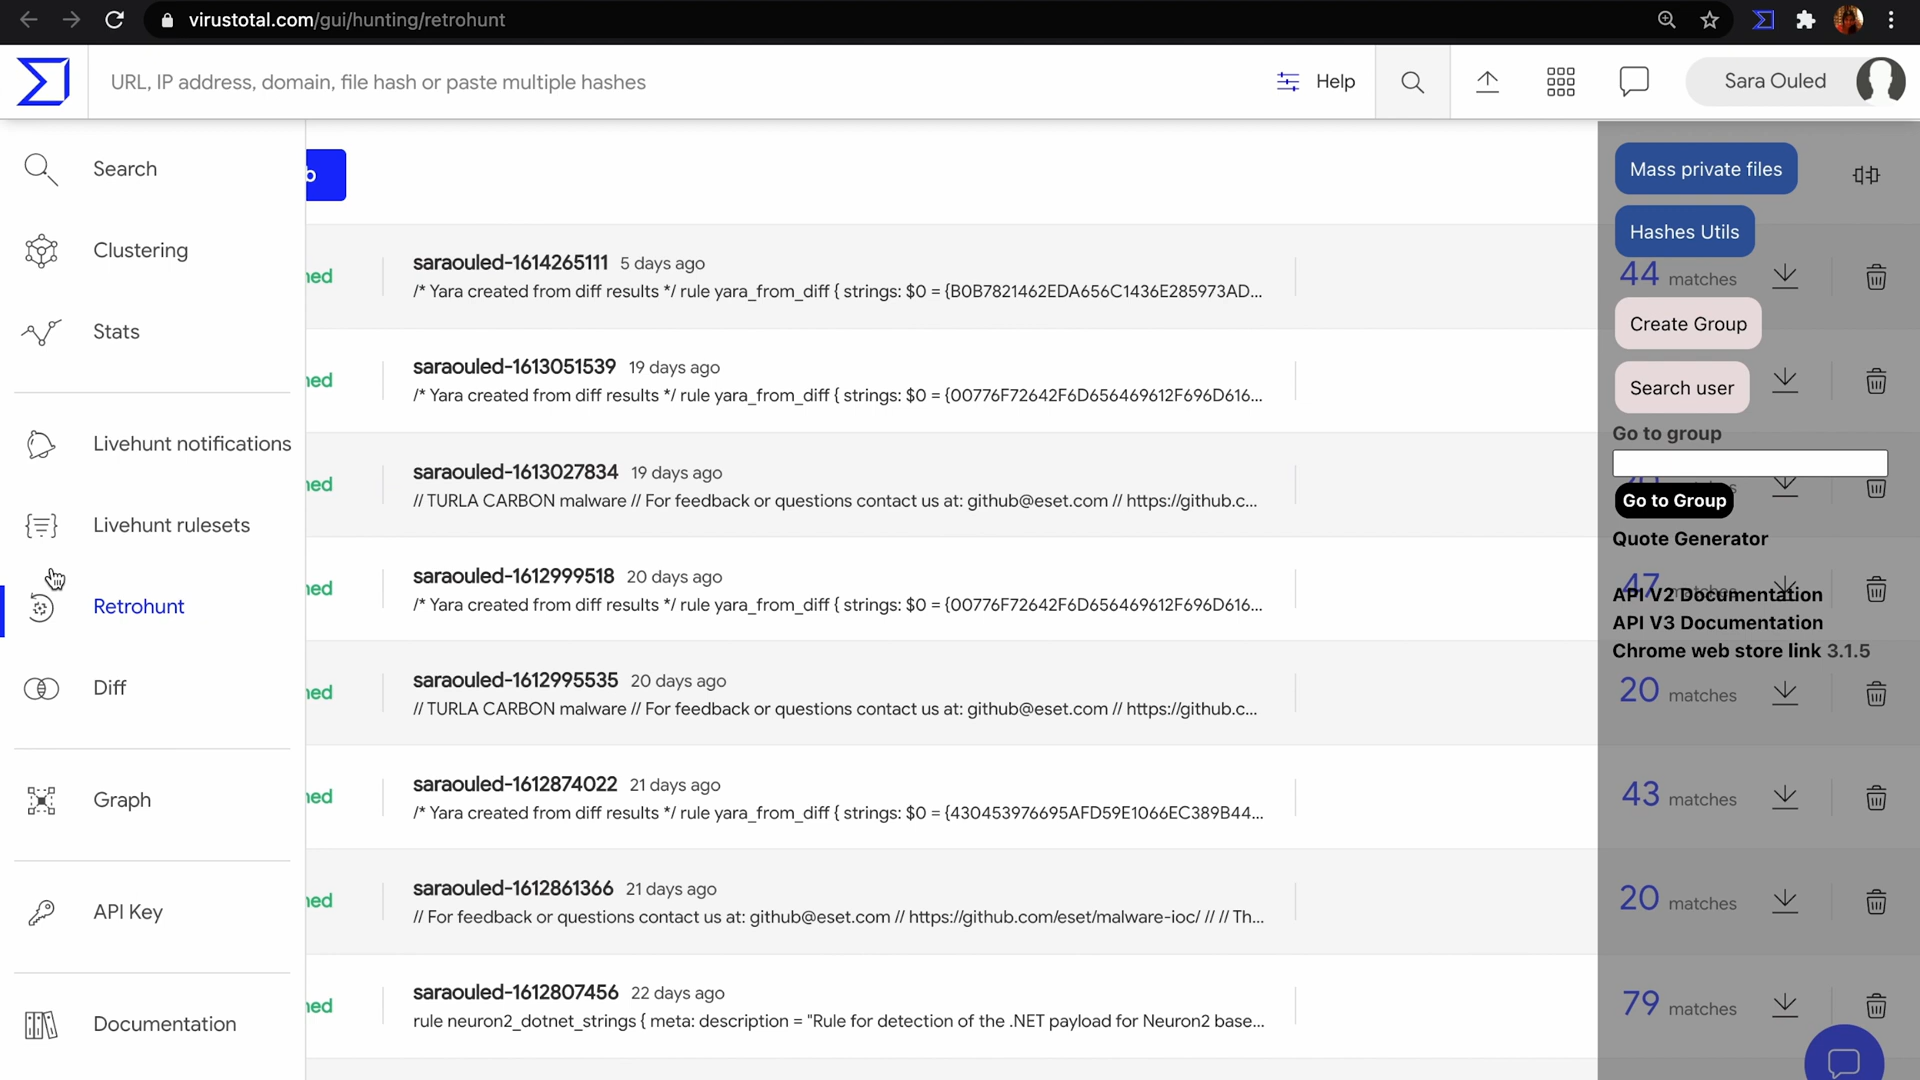 virustotal.com/gui/hunting/retrohunt
URL, IP address, domain, file hash or paste multiple hashes
Help
Sara Ouled
Search
Clustering
Stats
Livehunt notifications
Livehunt rulesets
Retrohunt
Diff
Graph
API Key
Documentation
b
hed
saraouled-1614265111 5 days ago
/* Yara created from diff results */ rule yara_from_diff { strings: $0 = {B0B7821462EDA656C1436E285973AD...
hed
saraouled-1613051539 19 days ago
/* Yara created from diff results */ rule yara_from_diff { strings: $0 = {00776F72642F6D656469612F696D616...
hed
saraouled-1613027834 19 days ago
// TURLA CARBON malware // For feedback or questions contact us at: github@eset.com // https://github.c...
hed
saraouled-1612999518 20 days ago
/* Yara created from diff results */ rule yara_from_diff { strings: $0 = {00776F72642F6D656469612F696D616...
hed
saraouled-1612995535 20 days ago
// TURLA CARBON malware // For feedback or questions contact us at: github@eset.com // https://github.c...
hed
saraouled-1612874022 21 days ago
/* Yara created from diff results */ rule yara_from_diff { strings: $0 = {430453976695AFD59E1066EC389B44...
hed
saraouled-1612861366 21 days ago
// For feedback or questions contact us at: github@eset.com // https://github.com/eset/malware-ioc/ // // Th...
hed
saraouled-1612807456 22 days ago
rule neuron2_dotnet_strings { meta: description = "Rule for detection of the .NET payload for Neuron2 base...
Mass private files
Hashes Utils
44 matches
Create Group
Search user
Go to group
Go to Group
Quote Generator
47
API V2 Documentation
API V3 Documentation
Chrome web store link 3.1.5
20 matches
43 matches
20 matches
79 matches